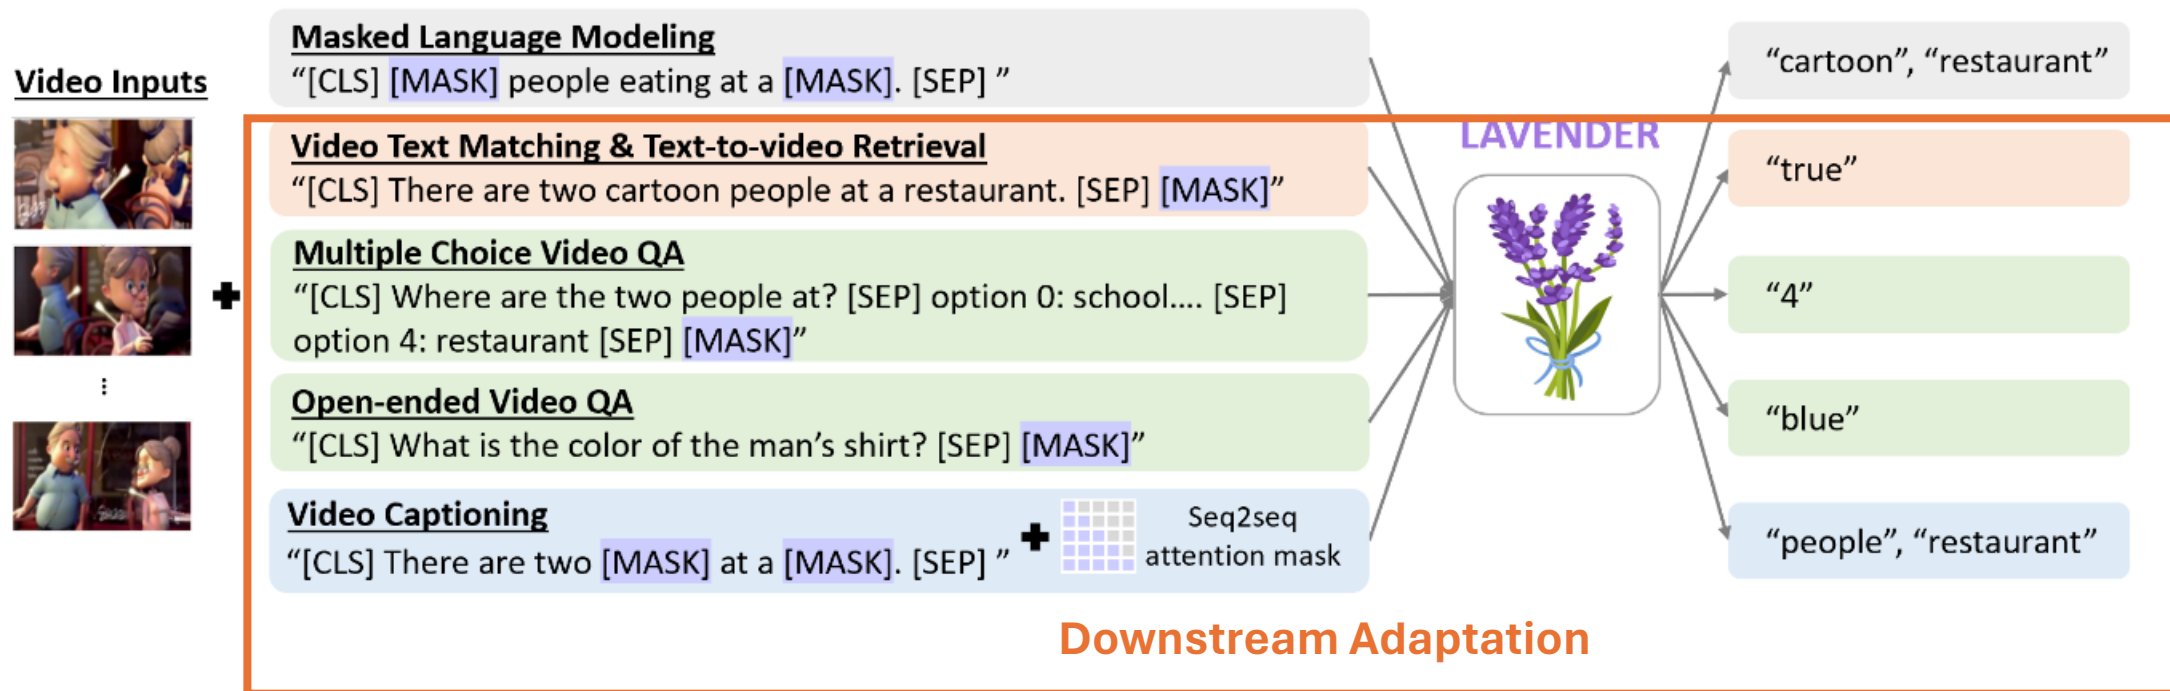 Video Inputs
Masked Language Modeling
“[CLS] [MASK] people eating at a [MASK]. [SEP] ”
Video Text Matching & Text-to-video Retrieval
“[CLS] There are two cartoon people at a restaurant. [SEP] [MASK]”
Multiple Choice Video QA
“[CLS] Where are the two people at? [SEP] option 0: school.... [SEP]
option 4: restaurant [SEP] [MASK]”
Open-ended Video QA
“[CLS] What is the color of the man’s shirt? [SEP] [MASK]”
Video Captioning
“[CLS] There are two [MASK] at a [MASK]. [SEP] ”
Seq2seq
attention mask
LAVENDER
“cartoon”, “restaurant”
“true”
“4”
“blue”
“people”, “restaurant”
Downstream Adaptation